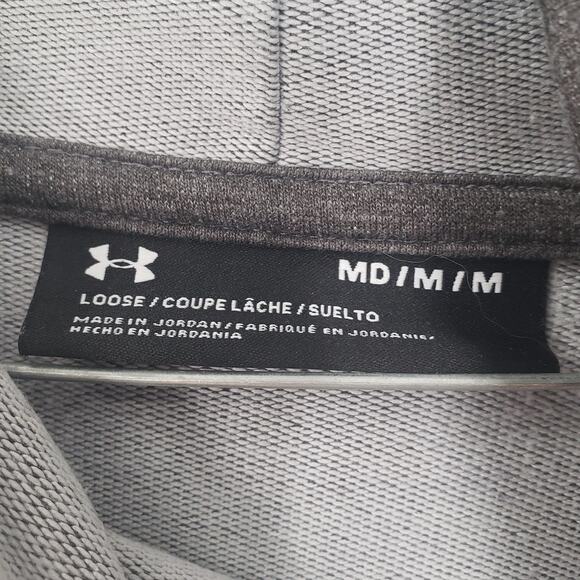 MD/M/M
LOOSE/COUPE LÂCHE/SUELTO
MADE IN JORDAN/FABRIQUÉ EN JORDANIE/
HECHO EN JORDANIA